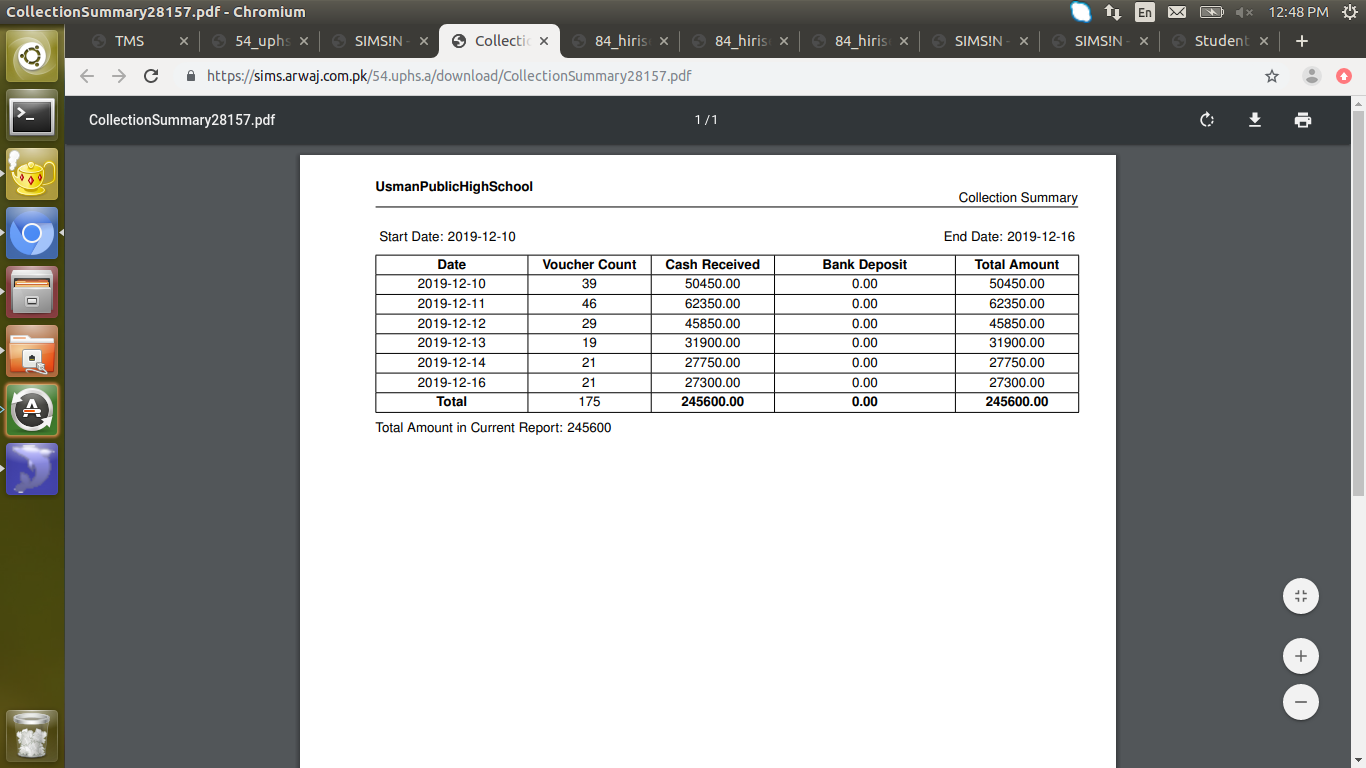 CollectionSummary28157.pdf - Chromium
En
12:48 PM
TMS
54_uphs
SIMS!N -
Collectio
84_hiris
84_hiris
84_hiris
SIMS!N -
SIMS!N -
Student
https://sims.arwaj.com.pk/54.uphs.a/download/CollectionSummary28157.pdf
CollectionSummary28157.pdf
1 / 1
UsmanPublicHighSchool
Collection Summary
Start Date: 2019-12-10 End Date: 2019-12-16
Date Voucher Count Cash Received Bank Deposit Total Amount
2019-12-10 39 50450.00 0.00 50450.00
2019-12-11 46 62350.00 0.00 62350.00
2019-12-12 29 45850.00 0.00 45850.00
2019-12-13 19 31900.00 0.00 31900.00
2019-12-14 21 27750.00 0.00 27750.00
2019-12-16 21 27300.00 0.00 27300.00
Total 175 245600.00 0.00 245600.00
Total Amount in Current Report: 245600